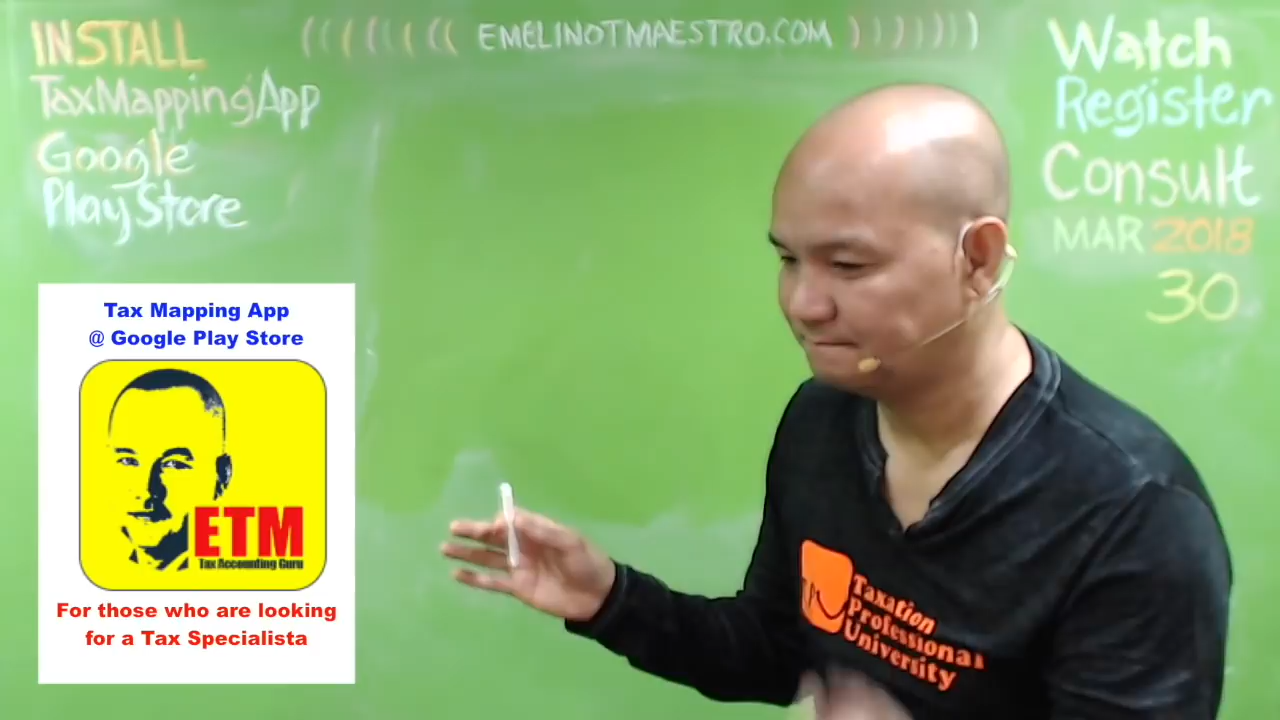 INSTALL
TaxMappingApp
Google
PlayStore
EMELINOTMAESTRO.COM
Watch
Register
Consult
MAR 2018
30
Tax Mapping App
@ Google Play Store
ETM
Tax Accounting Guru
For those who are looking
for a Tax Specialista
Taxation
Professional
University